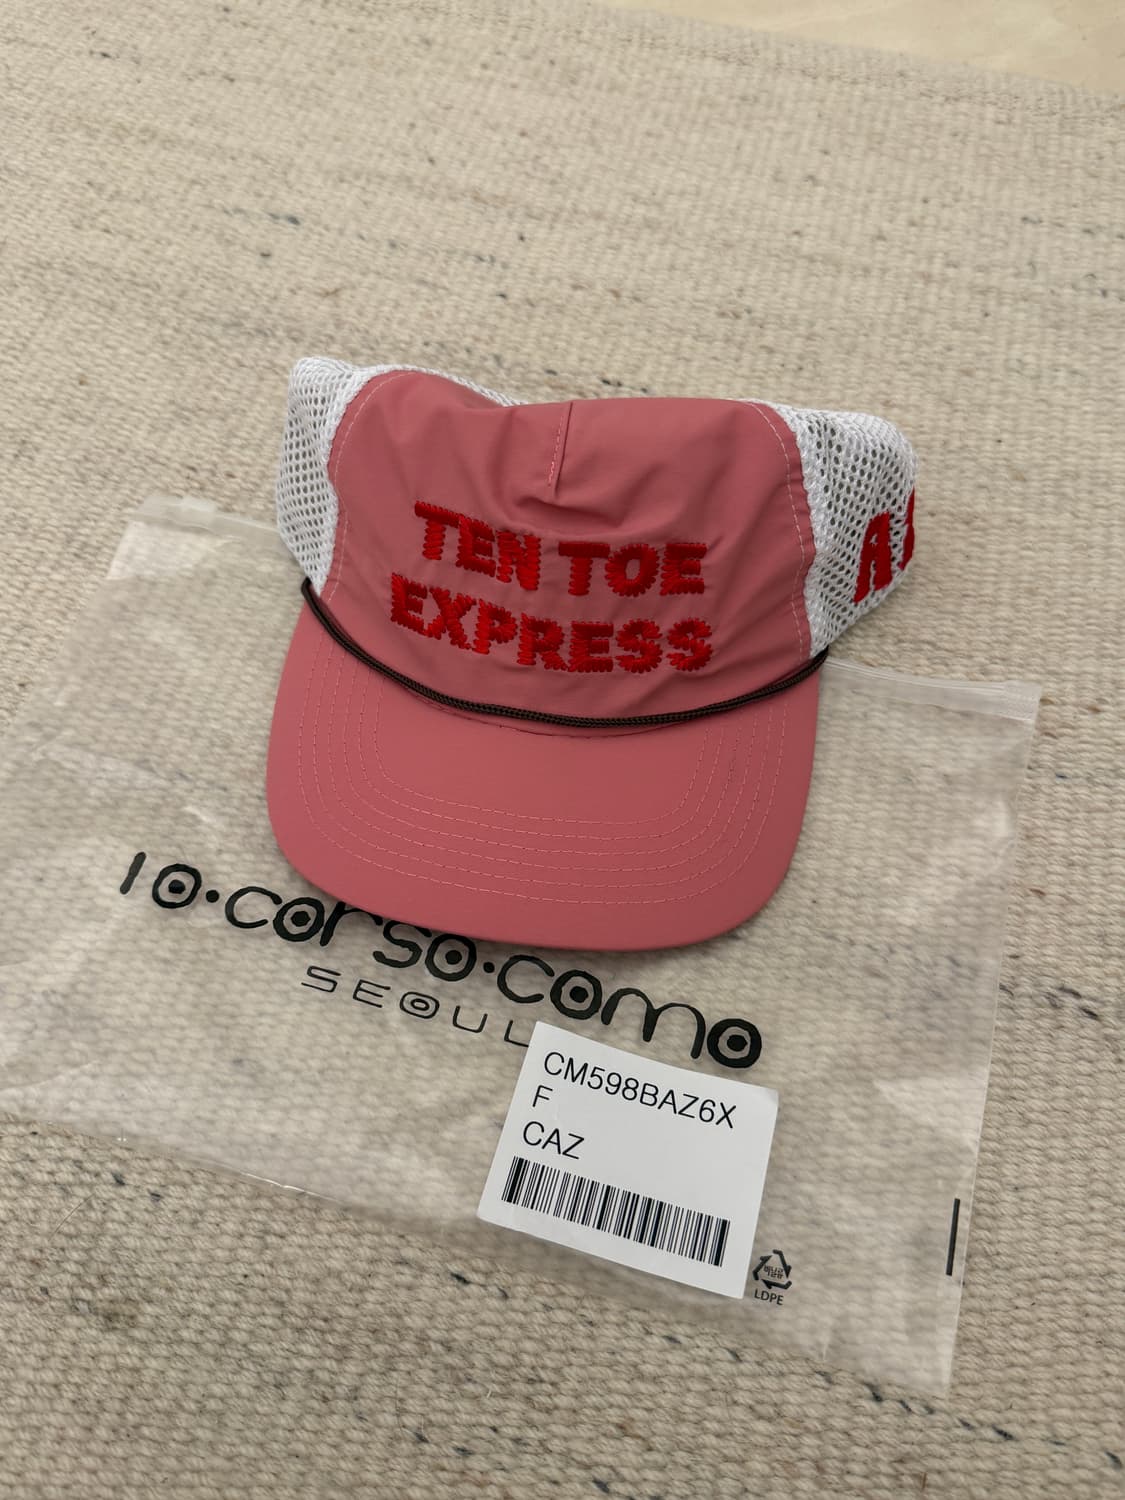 TEN TOE
EXPRESS
10·corso·como
SEOUL
CM598BAZ6X
F
CAZ
LDPE